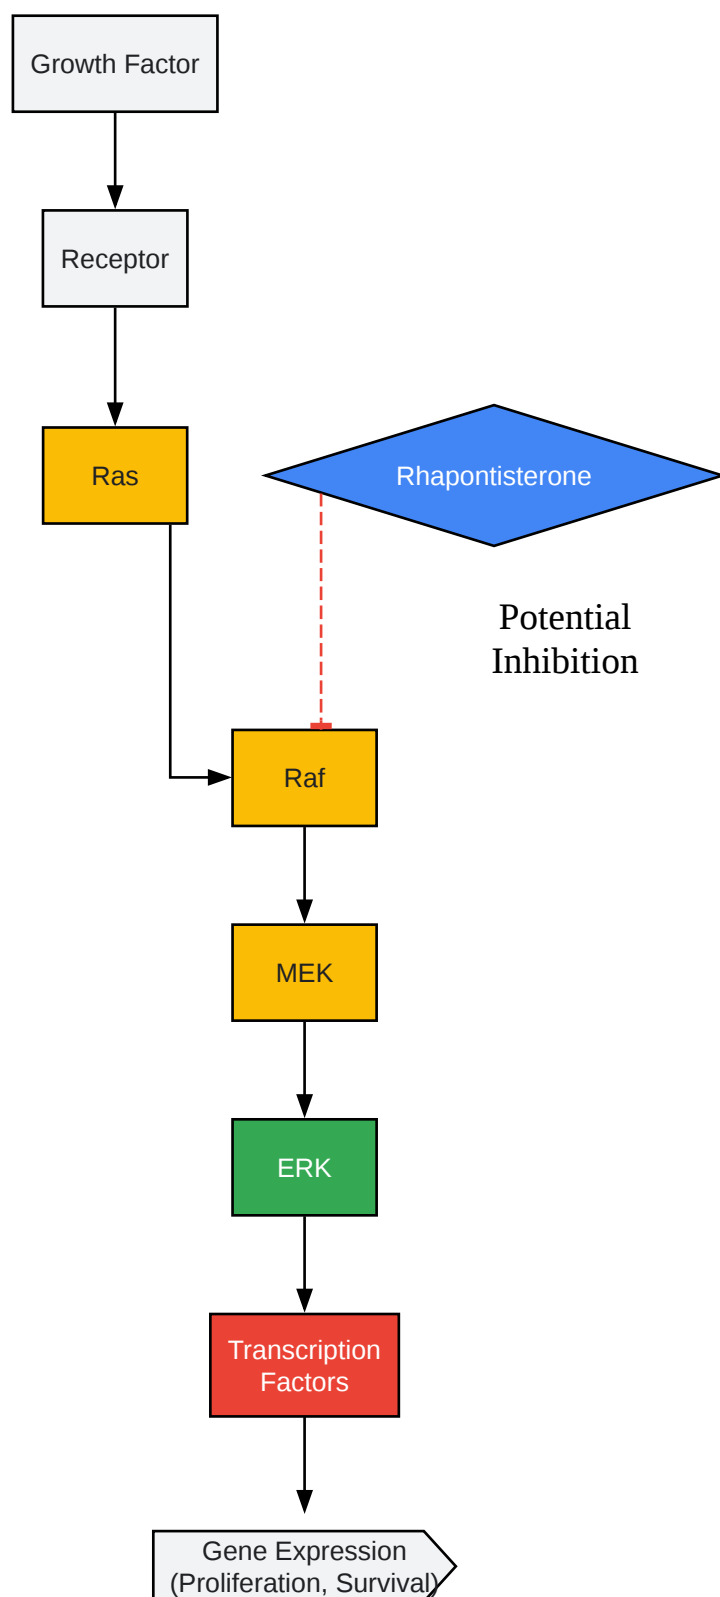 Growth Factor
Receptor
Ras
Rhapontisterone
Potential
Inhibition
Raf
MEK
ERK
Transcription
Factors
Gene Expression
(Proliferation, Survival)